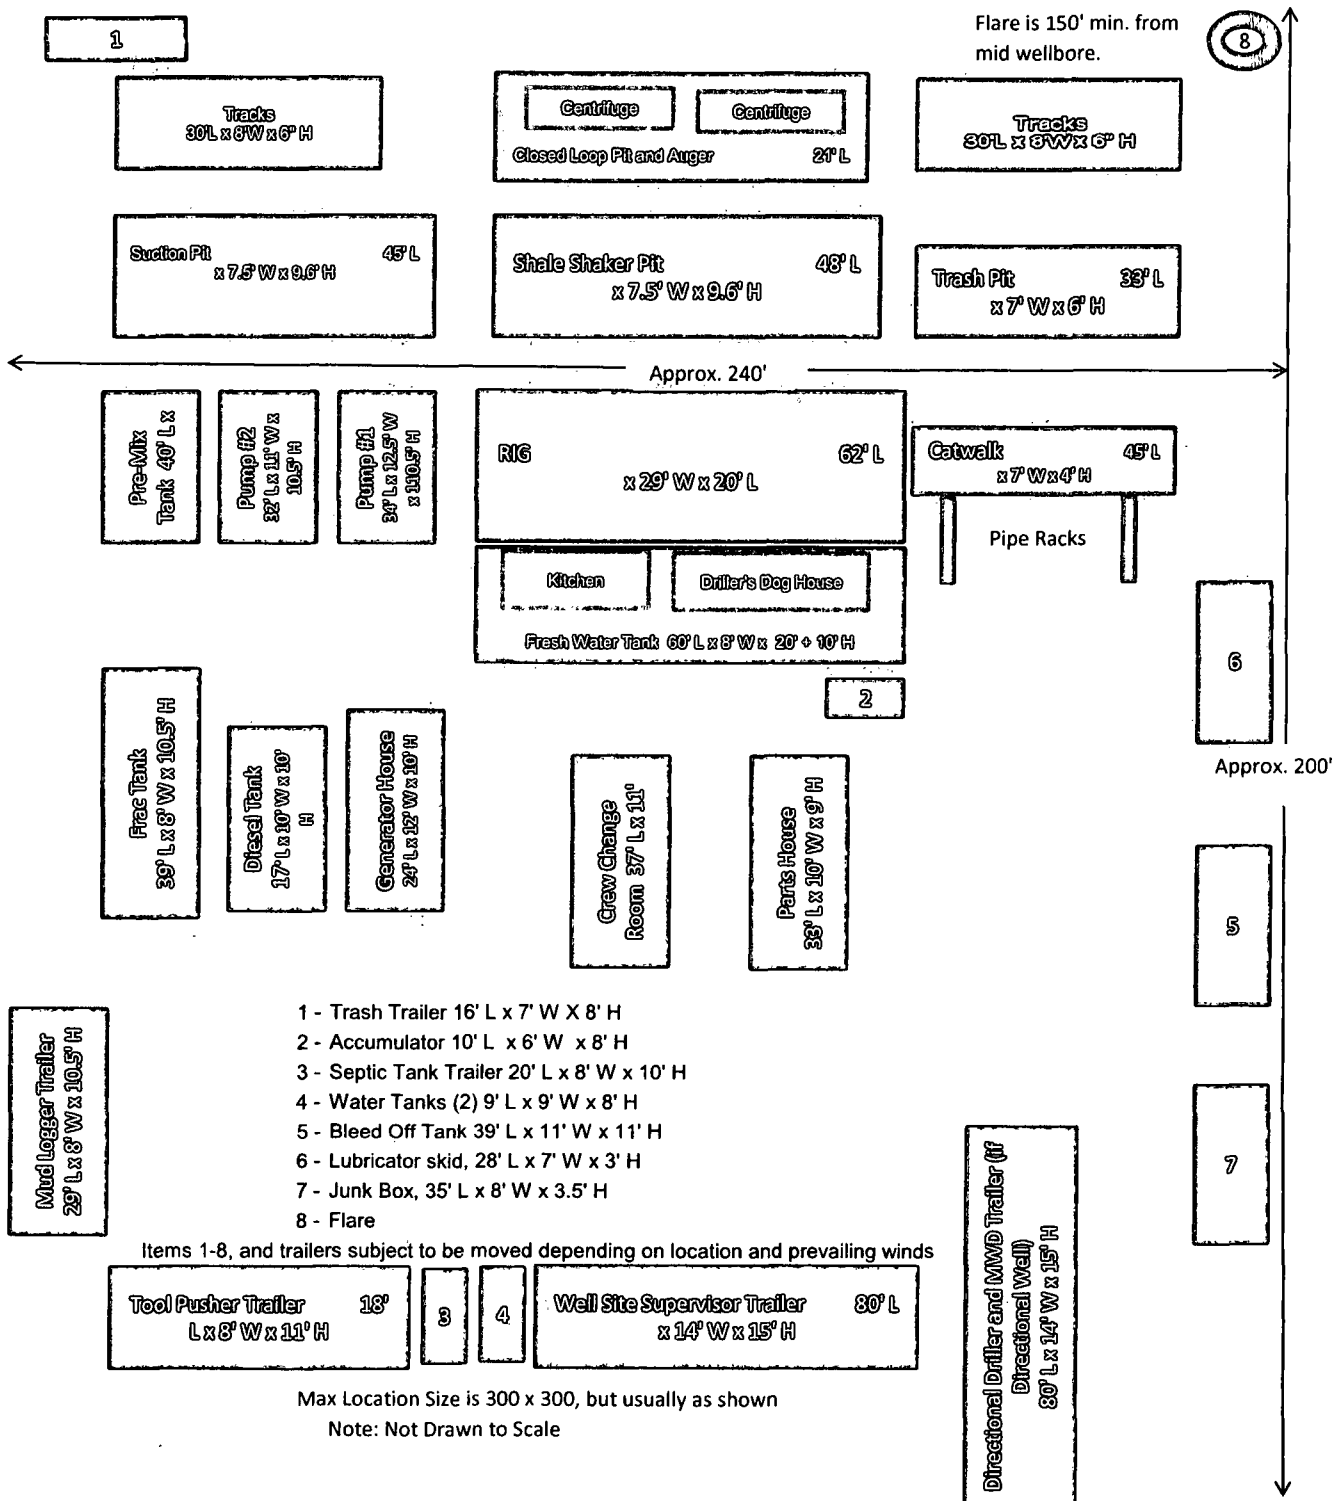 1
Flare is 150' min. from
mid wellbore.
8
Tracks
30'L x 8'W x 6" H
Centrifuge
Centrifuge
Closed Loop Pit and Auger 21' L
Tracks
30'L x 8'W x 6" H
Suction Pit 45' L
x 7.5' W x 9.6' H
Shale Shaker Pit 48' L
x 7.5' W x 9.6' H
Trash Pit 33' L
x 7' W x 6' H
Approx. 240'
Pre-Mix
Tank 40' L x
Pump #2
32' L x 11' W x
10.5' H
Pump #1
34' L x 12.5' W
x 110.5' H
RIG 62' L
x 29' W x 20' L
Catwalk 45' L
x 7' W x 4' H
Pipe Racks
Kitchen
Driller's Dog House
Fresh Water Tank 60' L x 8' W x 20' + 10' H
6
2
Approx. 200'
Frac Tank
39' L x 8' W x 10.5' H
Diesel Tank
17' L x 10' W x 10'
H
Generator House
24' L x 12' W x 10' H
Crew Change
Room 37' L x 11'
Parts House
33' L x 10' W x 9' H
5
Mud Logger Trailer
29' L x 8' W x 10.5' H
1 - Trash Trailer 16' L x 7' W X 8' H
2 - Accumulator 10' L x 6' W x 8' H
3 - Septic Tank Trailer 20' L x 8' W x 10' H
4 - Water Tanks (2) 9' L x 9' W x 8' H
5 - Bleed Off Tank 39' L x 11' W x 11' H
6 - Lubricator skid, 28' L x 7' W x 3' H
7 - Junk Box, 35' L x 8' W x 3.5' H
8 - Flare
7
Items 1-8, and trailers subject to be moved depending on location and prevailing winds
Tool Pusher Trailer 18'
L x 8' W x 11' H
3
4
Well Site Supervisor Trailer 80' L
x 14' W x 15' H
Directional Driller and MWD Trailer (if
Directional Well)
80' L x 14' W x 15' H
Max Location Size is 300 x 300, but usually as shown
Note: Not Drawn to Scale